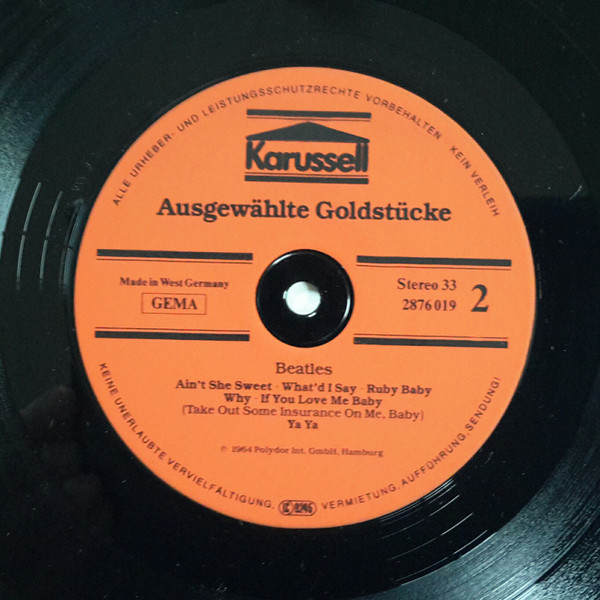 ALLE URHEBER- UND LEISTUNGSSCHUTZRECHTE VORBEHALTEN KEIN VERLEIH
Karussell
Ausgewählte Goldstücke
Made in West Germany
GEMA
Stereo 33
2876 019
2
Beatles
Ain't She Sweet · What'd I Say · Ruby Baby
Why · If You Love Me Baby
(Take Out Some Insurance On Me, Baby)
Ya Ya
℗ 1964 Polydor Int. GmbH, Hamburg
KEINE UNERLAUBTE VERVIELFÄLTIGUNG, VERMIETUNG, AUFFÜHRUNG, SENDUNG!